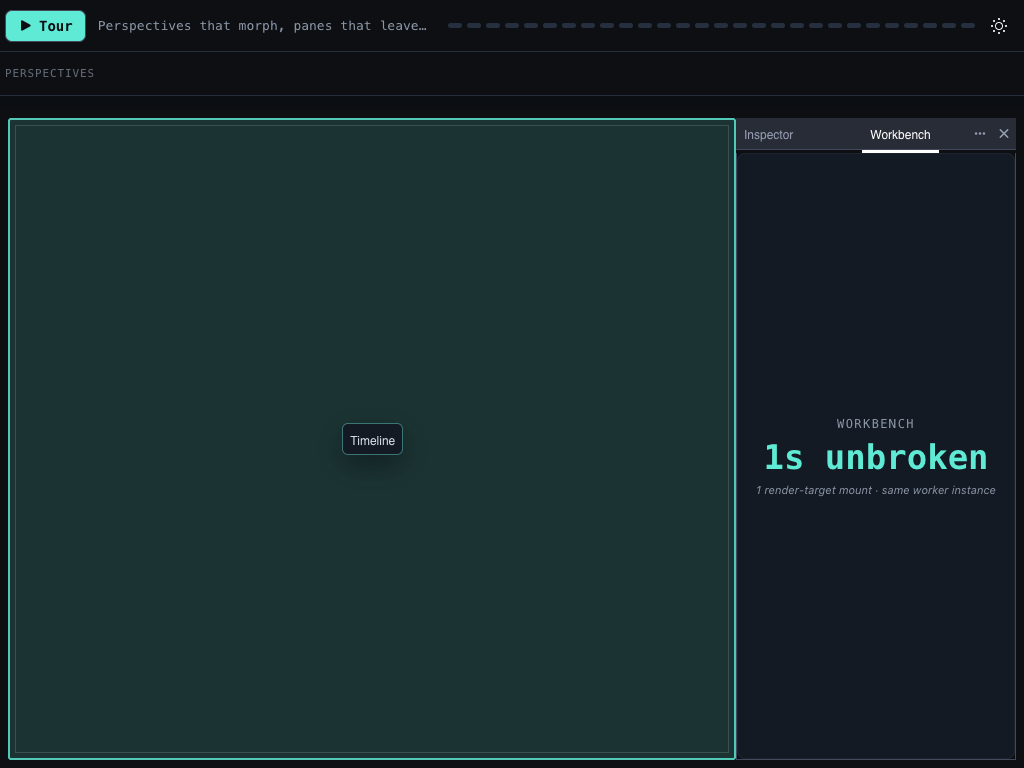 Tour
Perspectives that morph, panes that leave…
PERSPECTIVES
Inspector
Workbench
Timeline
WORKBENCH
1s unbroken
1 render-target mount · same worker instance